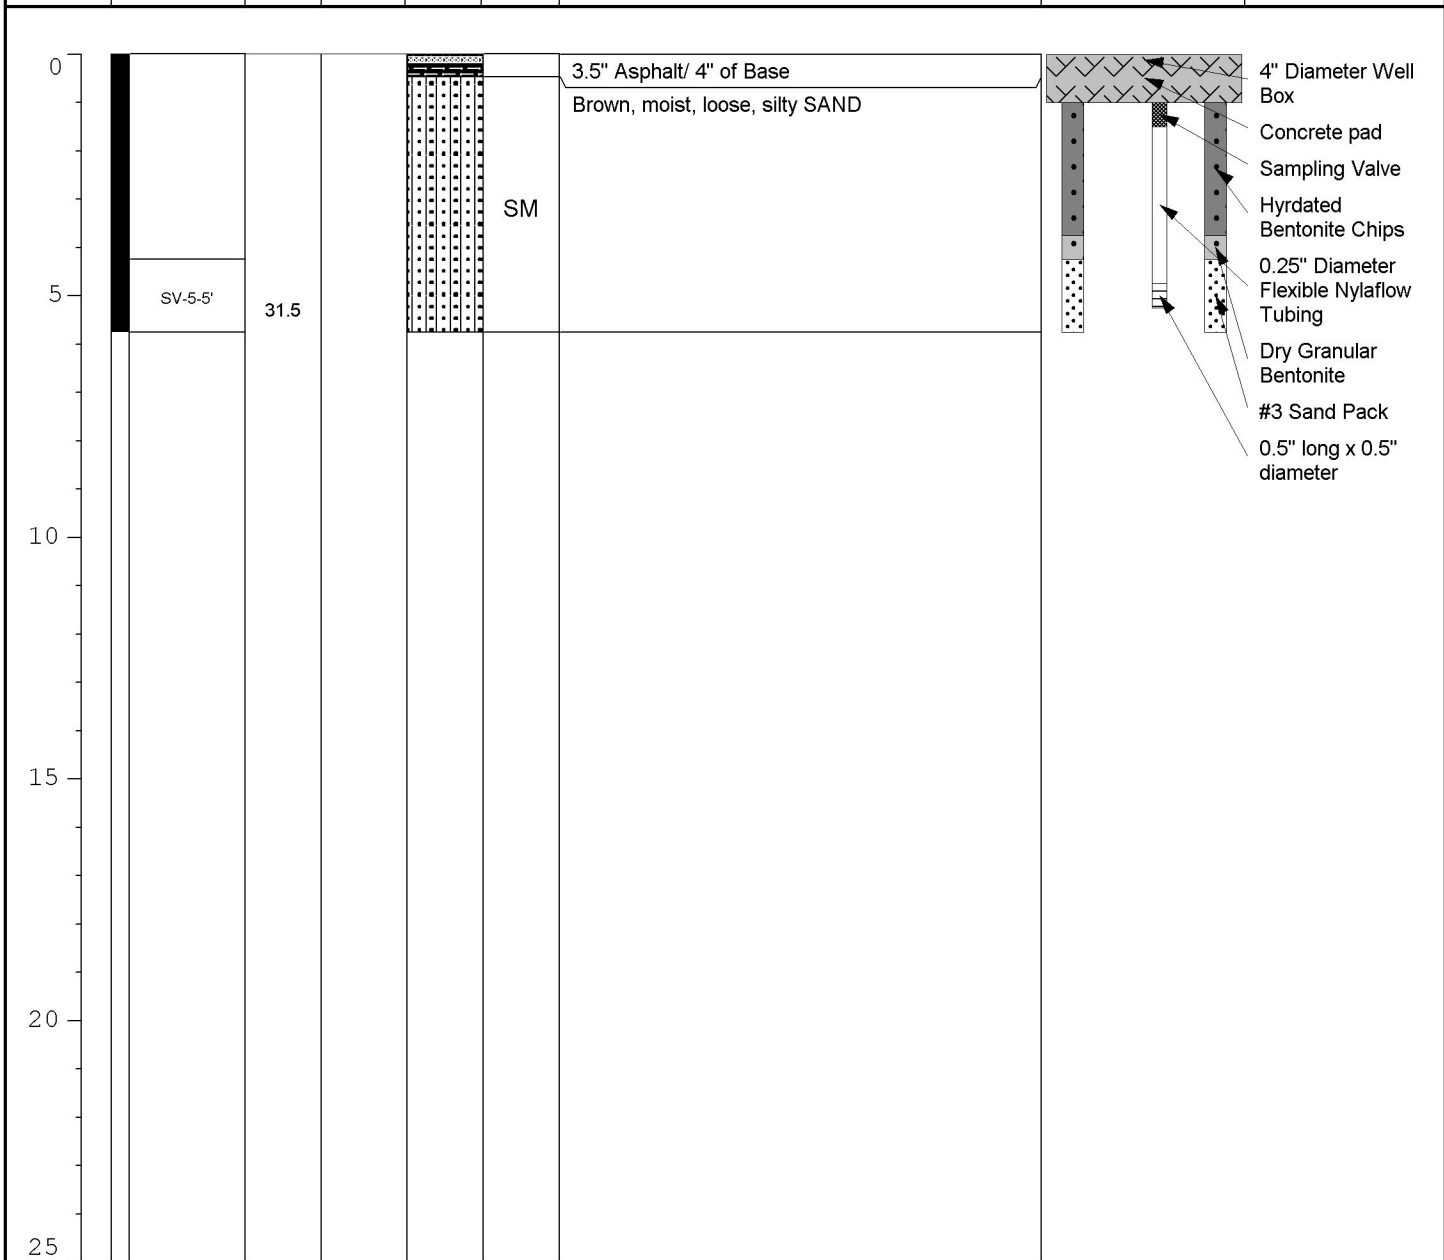 0
3.5" Asphalt/ 4" of Base
Brown, moist, loose, silty SAND
SM
5
SV-5-5'
31.5
4" Diameter Well
Box
Concrete pad
Sampling Valve
Hyrdated
Bentonite Chips
0.25" Diameter
Flexible Nylaflow
Tubing
Dry Granular
Bentonite
#3 Sand Pack
0.5" long x 0.5"
diameter
10
15
20
25